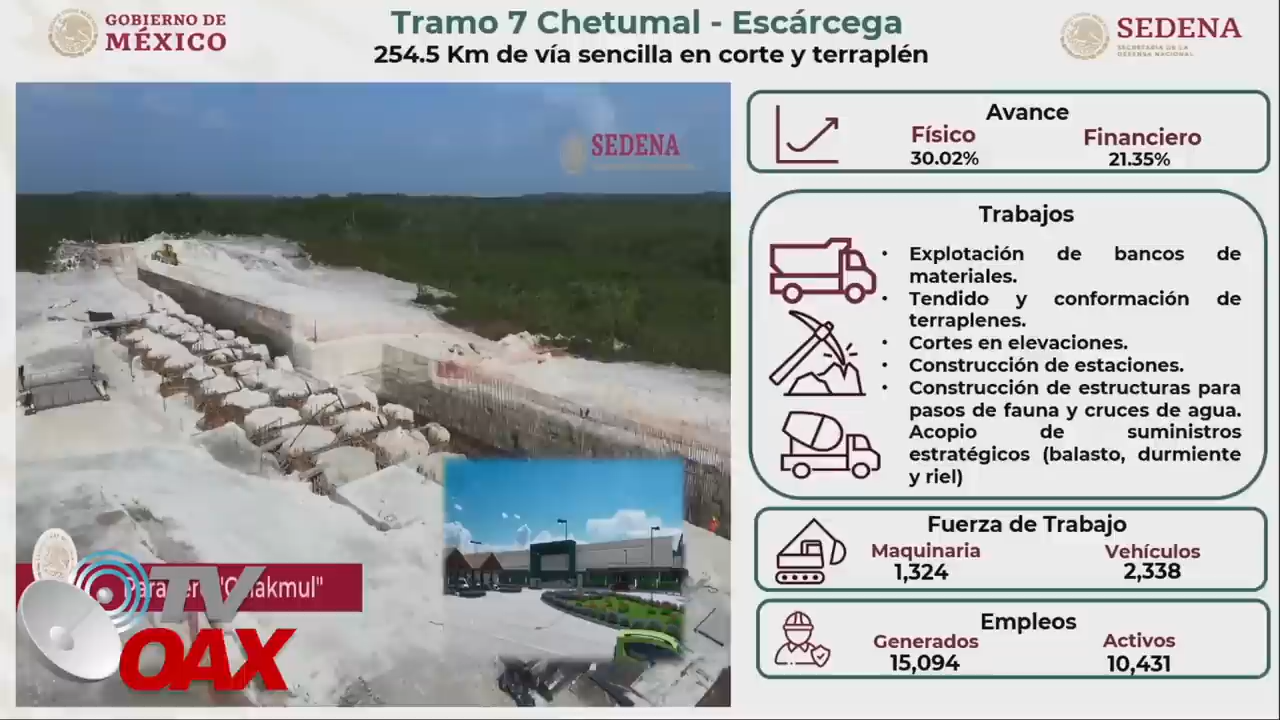 GOBIERNO DE
MÉXICO
Tramo 7 Chetumal - Escárcega
254.5 Km de vía sencilla en corte y terraplén
SEDENA
SECRETARÍA DE LA
DEFENSA NACIONAL
SEDENA
"Calakmul"
TV
OAX
Avance
Físico
Financiero
30.02%
21.35%
Trabajos
• Explotación de bancos de
materiales.
• Tendido y conformación de
terraplenes.
• Cortes en elevaciones.
• Construcción de estaciones.
• Construcción de estructuras para
pasos de fauna y cruces de agua.
Acopio de suministros
estratégicos (balasto, durmiente
y riel)
Fuerza de Trabajo
Maquinaria
Vehículos
1,324
2,338
Empleos
Generados
Activos
15,094
10,431